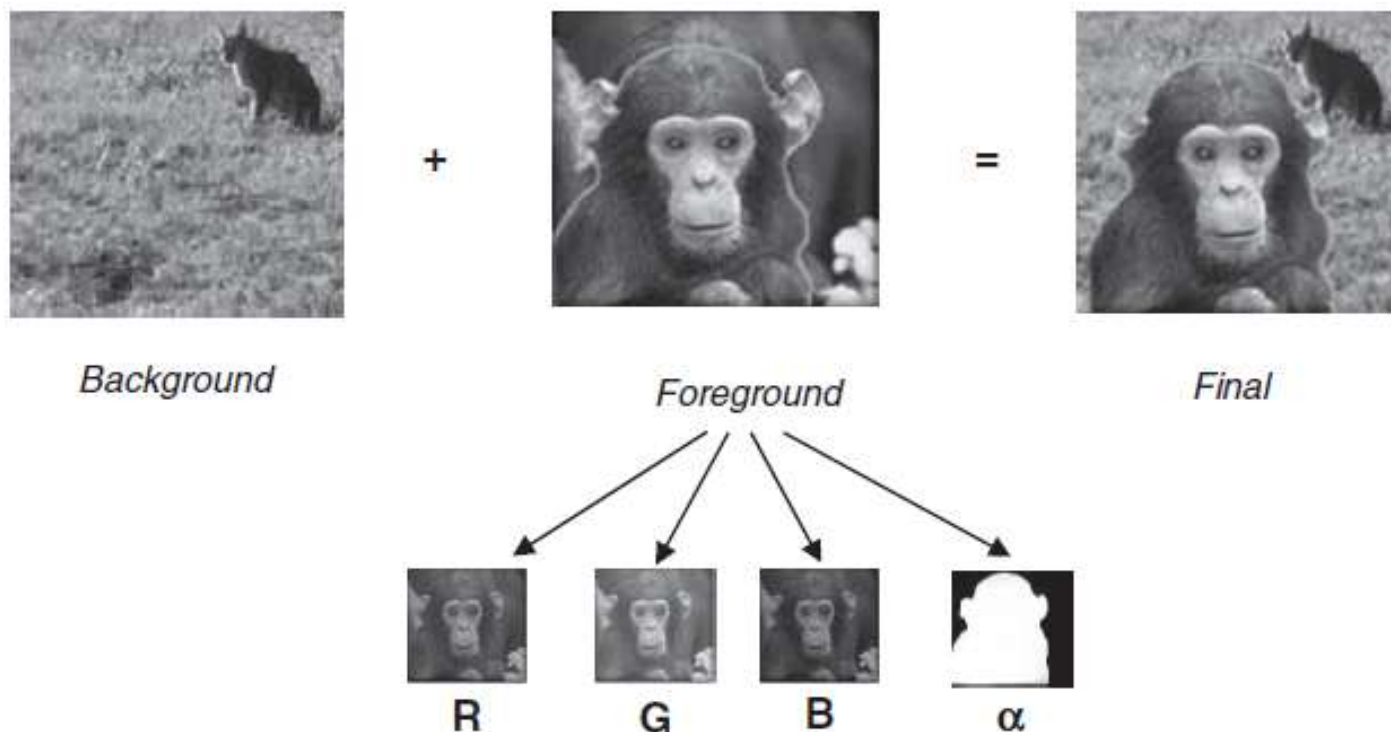 +
=
Background
Foreground
Final
R
G
B
α